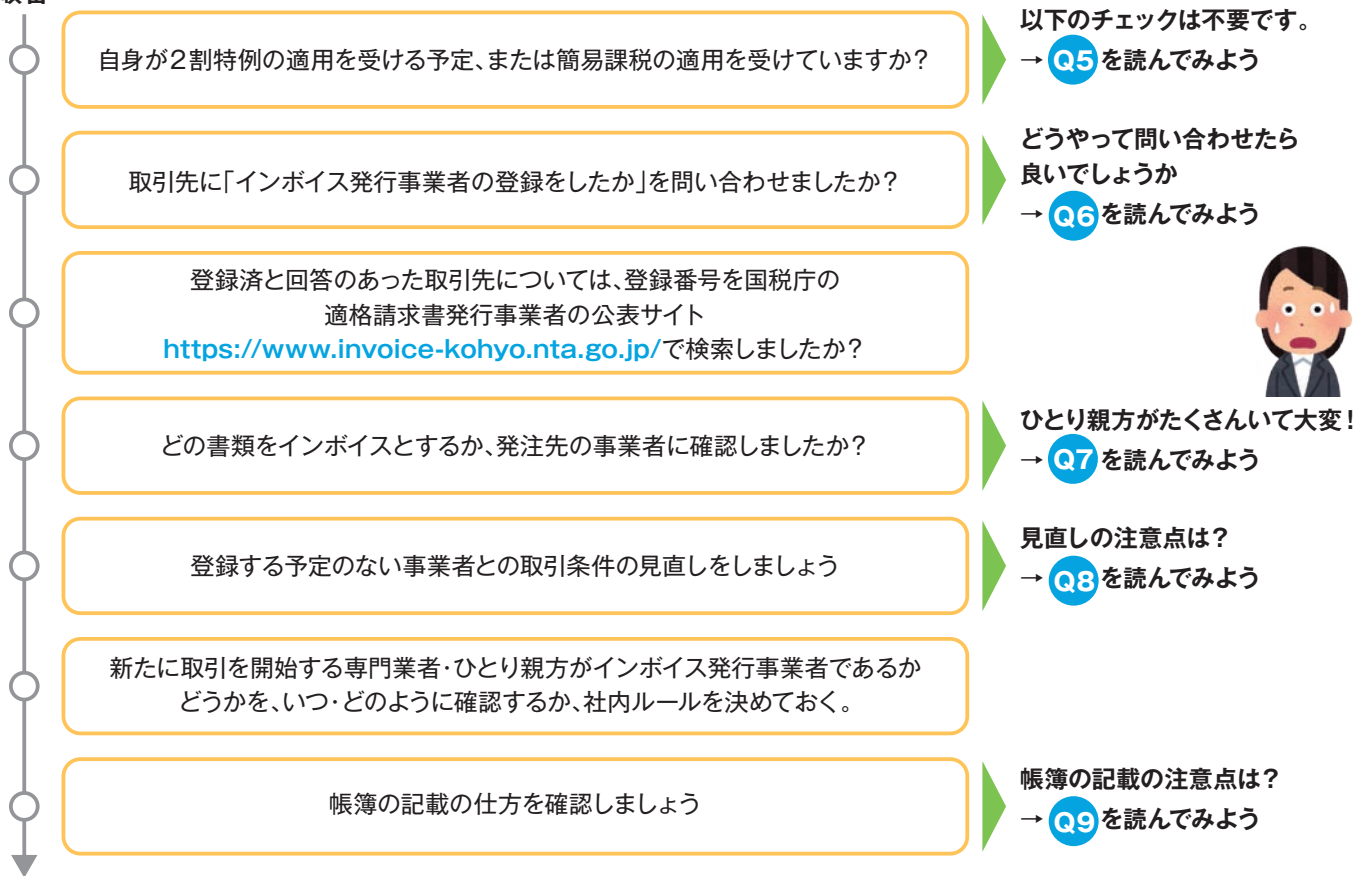 自身が2割特例の適用を受ける予定、または簡易課税の適用を受けていますか？
以下のチェックは不要です。
→ Q5 を読んでみよう
取引先に「インボイス発行事業者の登録をしたか」を問い合わせましたか？
どうやって問い合わせたら
良いでしょうか
→ Q6 を読んでみよう
登録済と回答のあった取引先については、登録番号を国税庁の
適格請求書発行事業者の公表サイト
https://www.invoice-kohyo.nta.go.jp/で検索しましたか？
どの書類をインボイスとするか、発注先の事業者に確認しましたか？
ひとり親方がたくさんいて大変！
→ Q7 を読んでみよう
登録する予定のない事業者との取引条件の見直しをしましょう
見直しの注意点は？
→ Q8 を読んでみよう
新たに取引を開始する専門業者・ひとり親方がインボイス発行事業者であるか
どうかを、いつ・どのように確認するか、社内ルールを決めておく。
帳簿の記載の仕方を確認しましょう
帳簿の記載の注意点は？
→ Q9 を読んでみよう